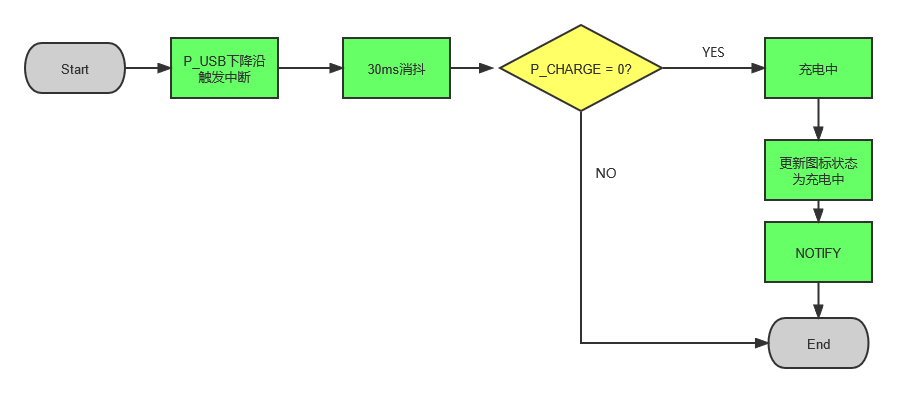 Start
P_USB下降沿
触发中断
30ms消抖
P_CHARGE = 0?
YES
充电中
NO
更新图标状态
为充电中
NOTIFY
End